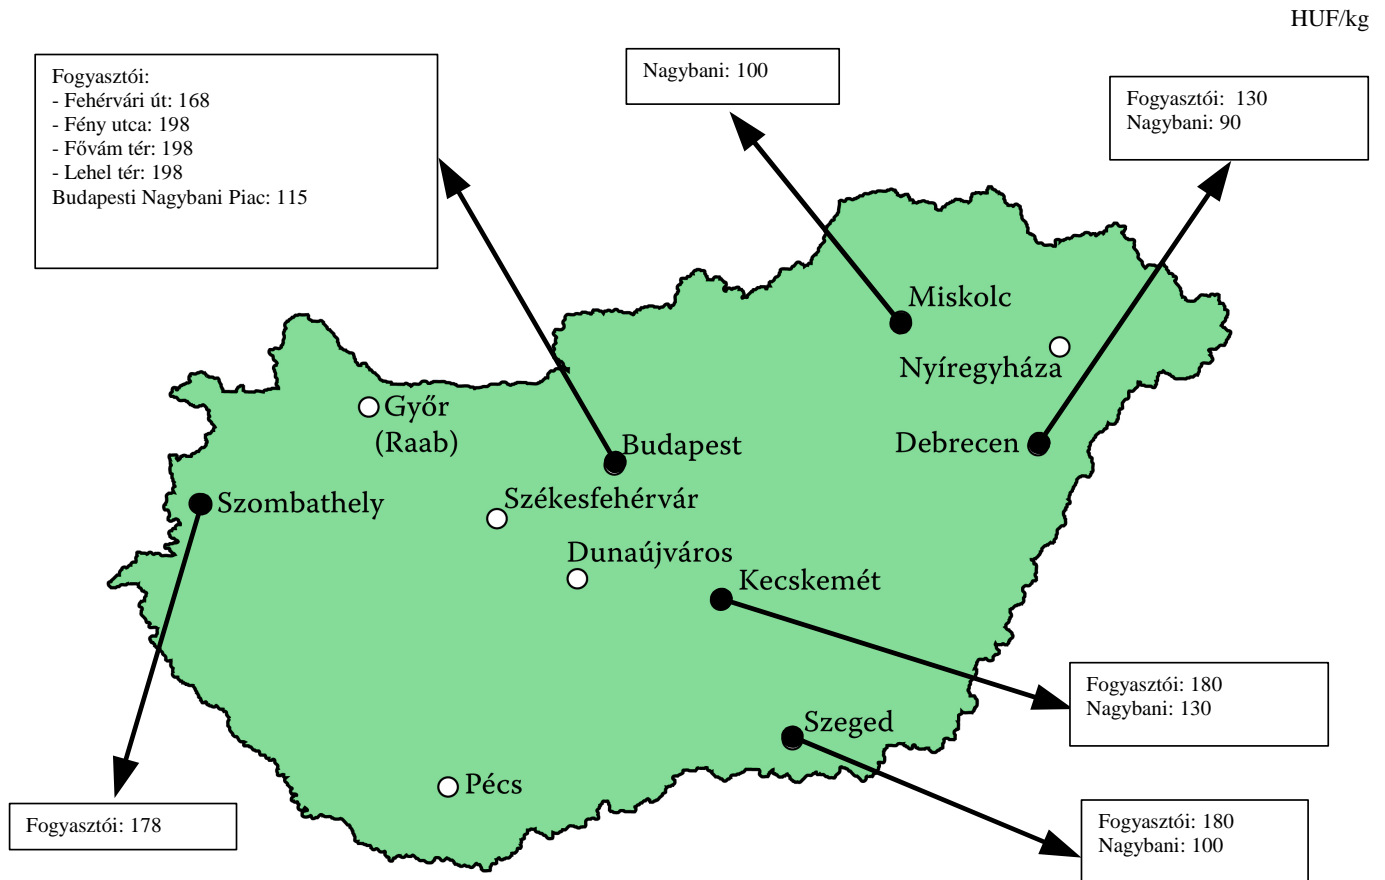 HUF/kg
Fogyasztói:
- Fehérvári út: 168
- Fény utca: 198
- Fővám tér: 198
- Lehel tér: 198
Budapesti Nagybani Piac: 115
Nagybani: 100
Fogyasztói: 130
Nagybani: 90
Miskolc
Nyíregyháza
Győr
(Raab)
Budapest
Debrecen
Szombathely
Székesfehérvár
Dunaújváros
Kecskemét
Fogyasztói: 180
Nagybani: 130
Szeged
Pécs
Fogyasztói: 178
Fogyasztói: 180
Nagybani: 100